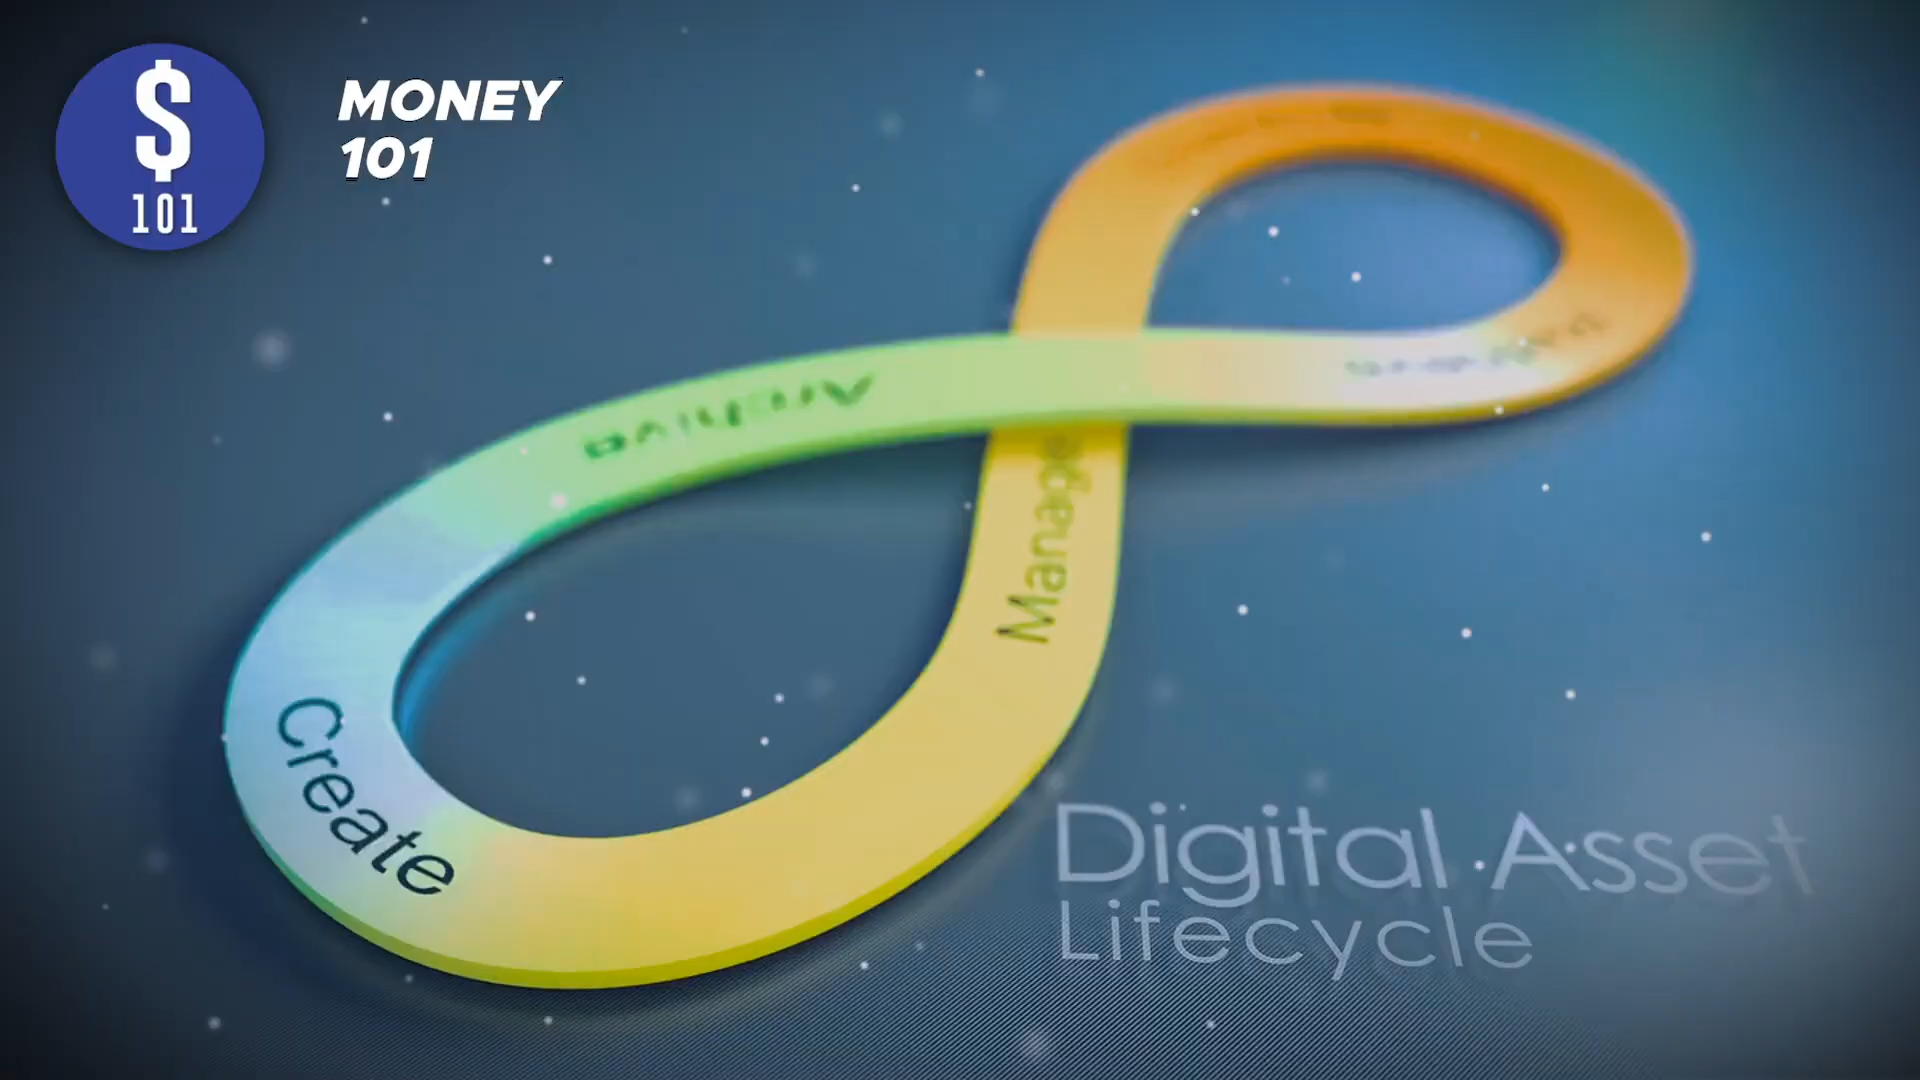 $
101
MONEY
101
Archive
Manage
Create
Digital Asset
Lifecycle